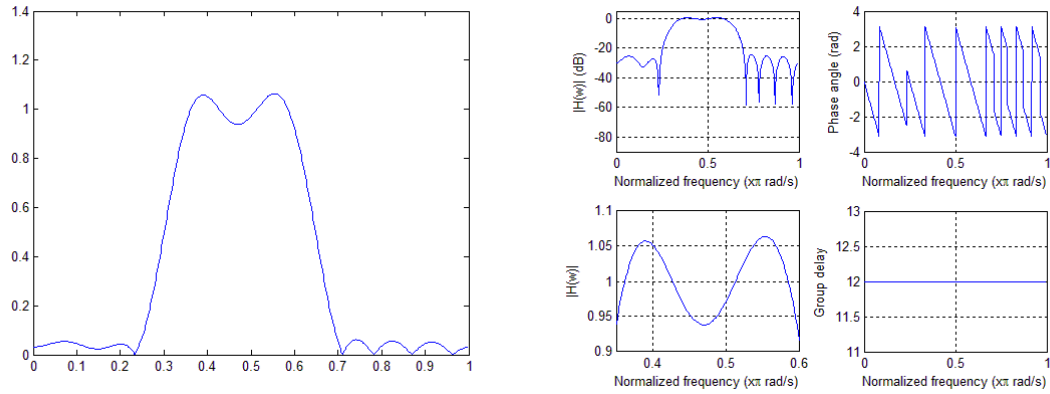 1.4
1.2
1
0.8
0.6
0.4
0.2
0
0 0.1 0.2 0.3 0.4 0.5 0.6 0.7 0.8 0.9 1
|H(w)| (dB)
0
-20
-40
-60
-80
0 0.5 1
Normalized frequency (xπ rad/s)
Phase angle (rad)
4
2
0
-2
-4
0 0.5 1
Normalized frequency (xπ rad/s)
|H(w)|
1.1
1.05
1
0.95
0.9
0.4 0.5 0.6
Normalized frequency (xπ rad/s)
Group delay
13
12.5
12
11.5
11
0 0.5 1
Normalized frequency (xπ rad/s)